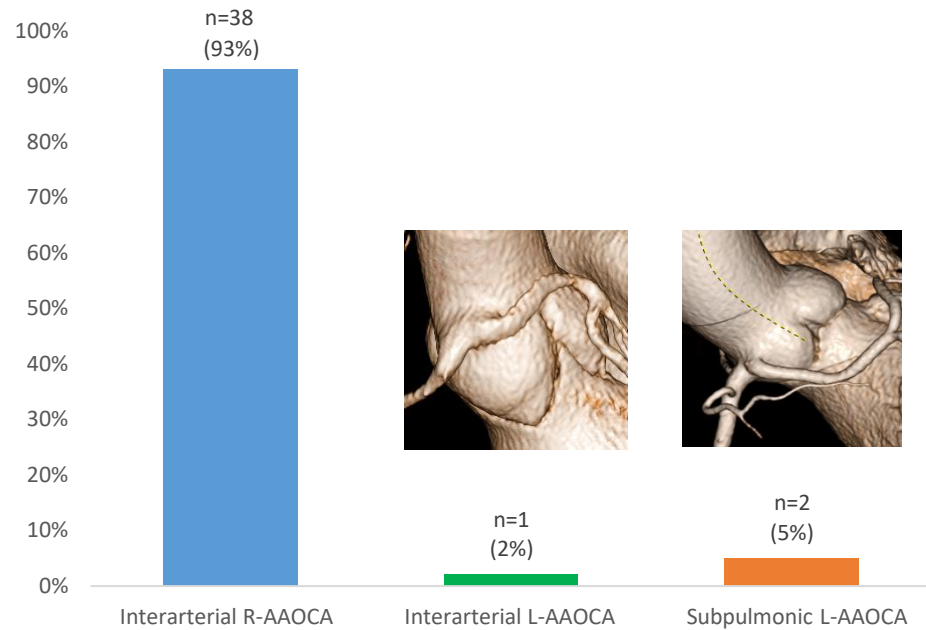 n=38
(93%)
100%
90%
80%
70%
60%
50%
40%
30%
20%
10%
0%
n=1
(2%)
n=2
(5%)
Interarterial R-AAOCA
Interarterial L-AAOCA
Subpulmonic L-AAOCA